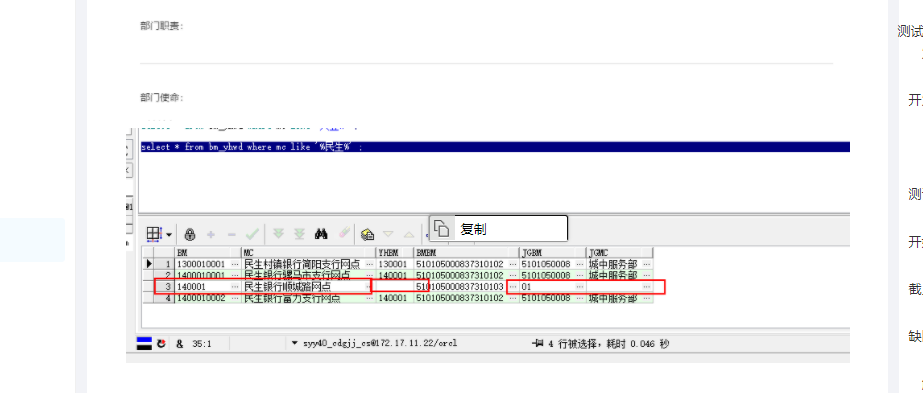 部门职责:
测试
开
部门使命:
select * from bm_yhwd where mc like '%民生%' ;
测
开
截
缺
复制
BM MC YHBM BMBM JGBM JGMC
1 1300010001 ··· 民生村镇银行简阳支行网点 ··· 130001 510105000837310102 ··· 5101050008 ··· 城中服务部 ···
2 1400010001 ··· 民生银行骡马市支行网点 ··· 140001 510105000837310102 ··· 5101050008 ··· 城中服务部 ···
3 140001 ··· 民生银行顺城路网点 ··· 510105000837310103 ··· 01 ··· ···
4 1400010002 ··· 民生银行富力支行网点 ··· 140001 510105000837310102 ··· 5101050008 ··· 城中服务部 ···
& 35:1 syy40_cdgjj_cs@172.17.11.22/orcl 4 行被选择, 耗时 0.046 秒